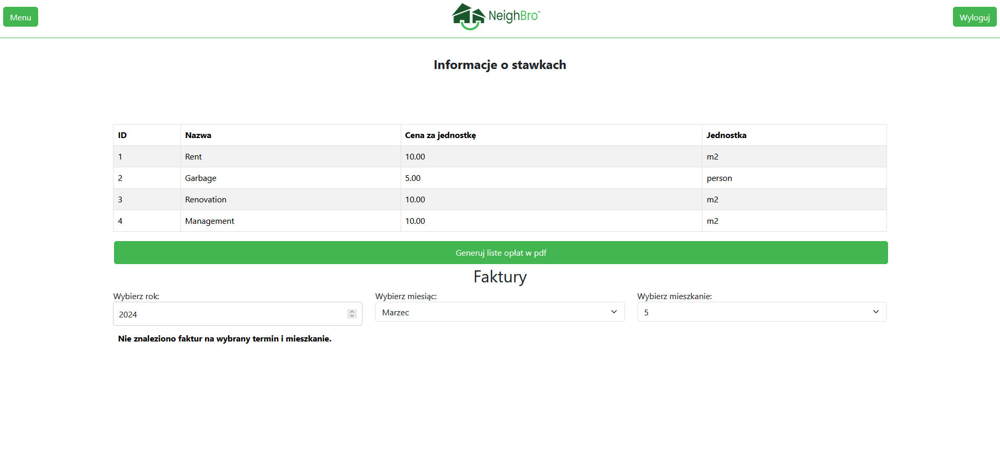 Menu
NeighBro™
Wyloguj
Informacje o stawkach
ID Nazwa Cena za jednostkę Jednostka
1 Rent 10.00 m2
2 Garbage 5.00 person
3 Renovation 10.00 m2
4 Management 10.00 m2
Generuj liste opłat w pdf
Faktury
Wybierz rok: Wybierz miesiąc: Wybierz mieszkanie:
2024 Marzec 5
Nie znaleziono faktur na wybrany termin i mieszkanie.